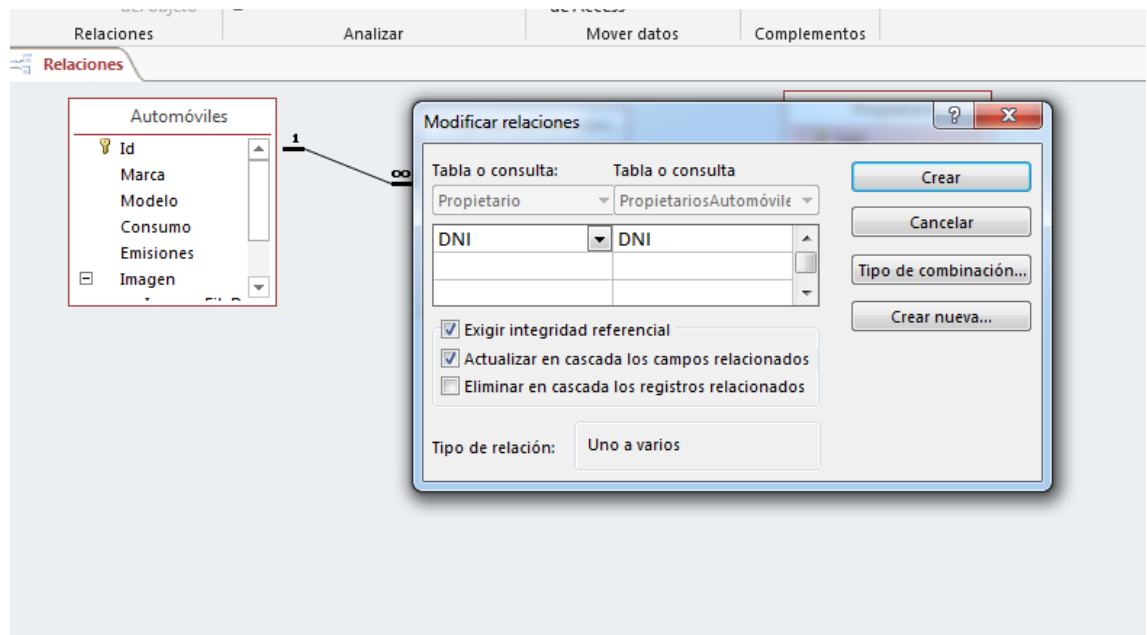 de Access
Relaciones Analizar Mover datos Complementos
Relaciones
Automóviles
Id
Marca
Modelo
Consumo
Emisiones
Imagen
1
∞
Modificar relaciones
Tabla o consulta: Tabla o consulta
Propietario PropietariosAutomóvile
DNI DNI
Exigir integridad referencial
Actualizar en cascada los campos relacionados
Eliminar en cascada los registros relacionados
Tipo de relación: Uno a varios
Crear
Cancelar
Tipo de combinación...
Crear nueva...